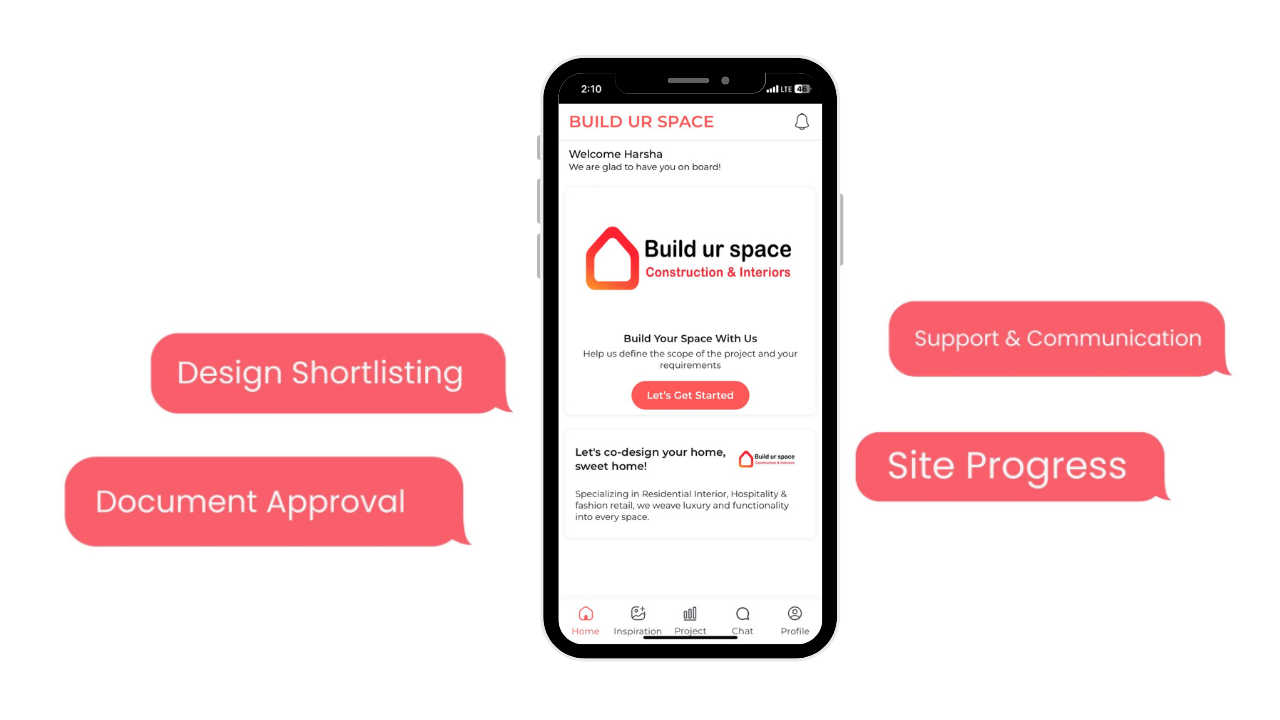 2:10
LTE 46
BUILD UR SPACE
Welcome Harsha
We are glad to have you on board!
Build ur space
Construction & Interiors
Build Your Space With Us
Help us define the scope of the project and your
requirements
Let's Get Started
Let's co-design your home,
sweet home!
Build ur space
Construction & Interiors
Specializing in Residential Interior, Hospitality &
fashion retail, we weave luxury and functionality
into every space.
Home Inspiration Project Chat Profile
Design Shortlisting
Document Approval
Support & Communication
Site Progress